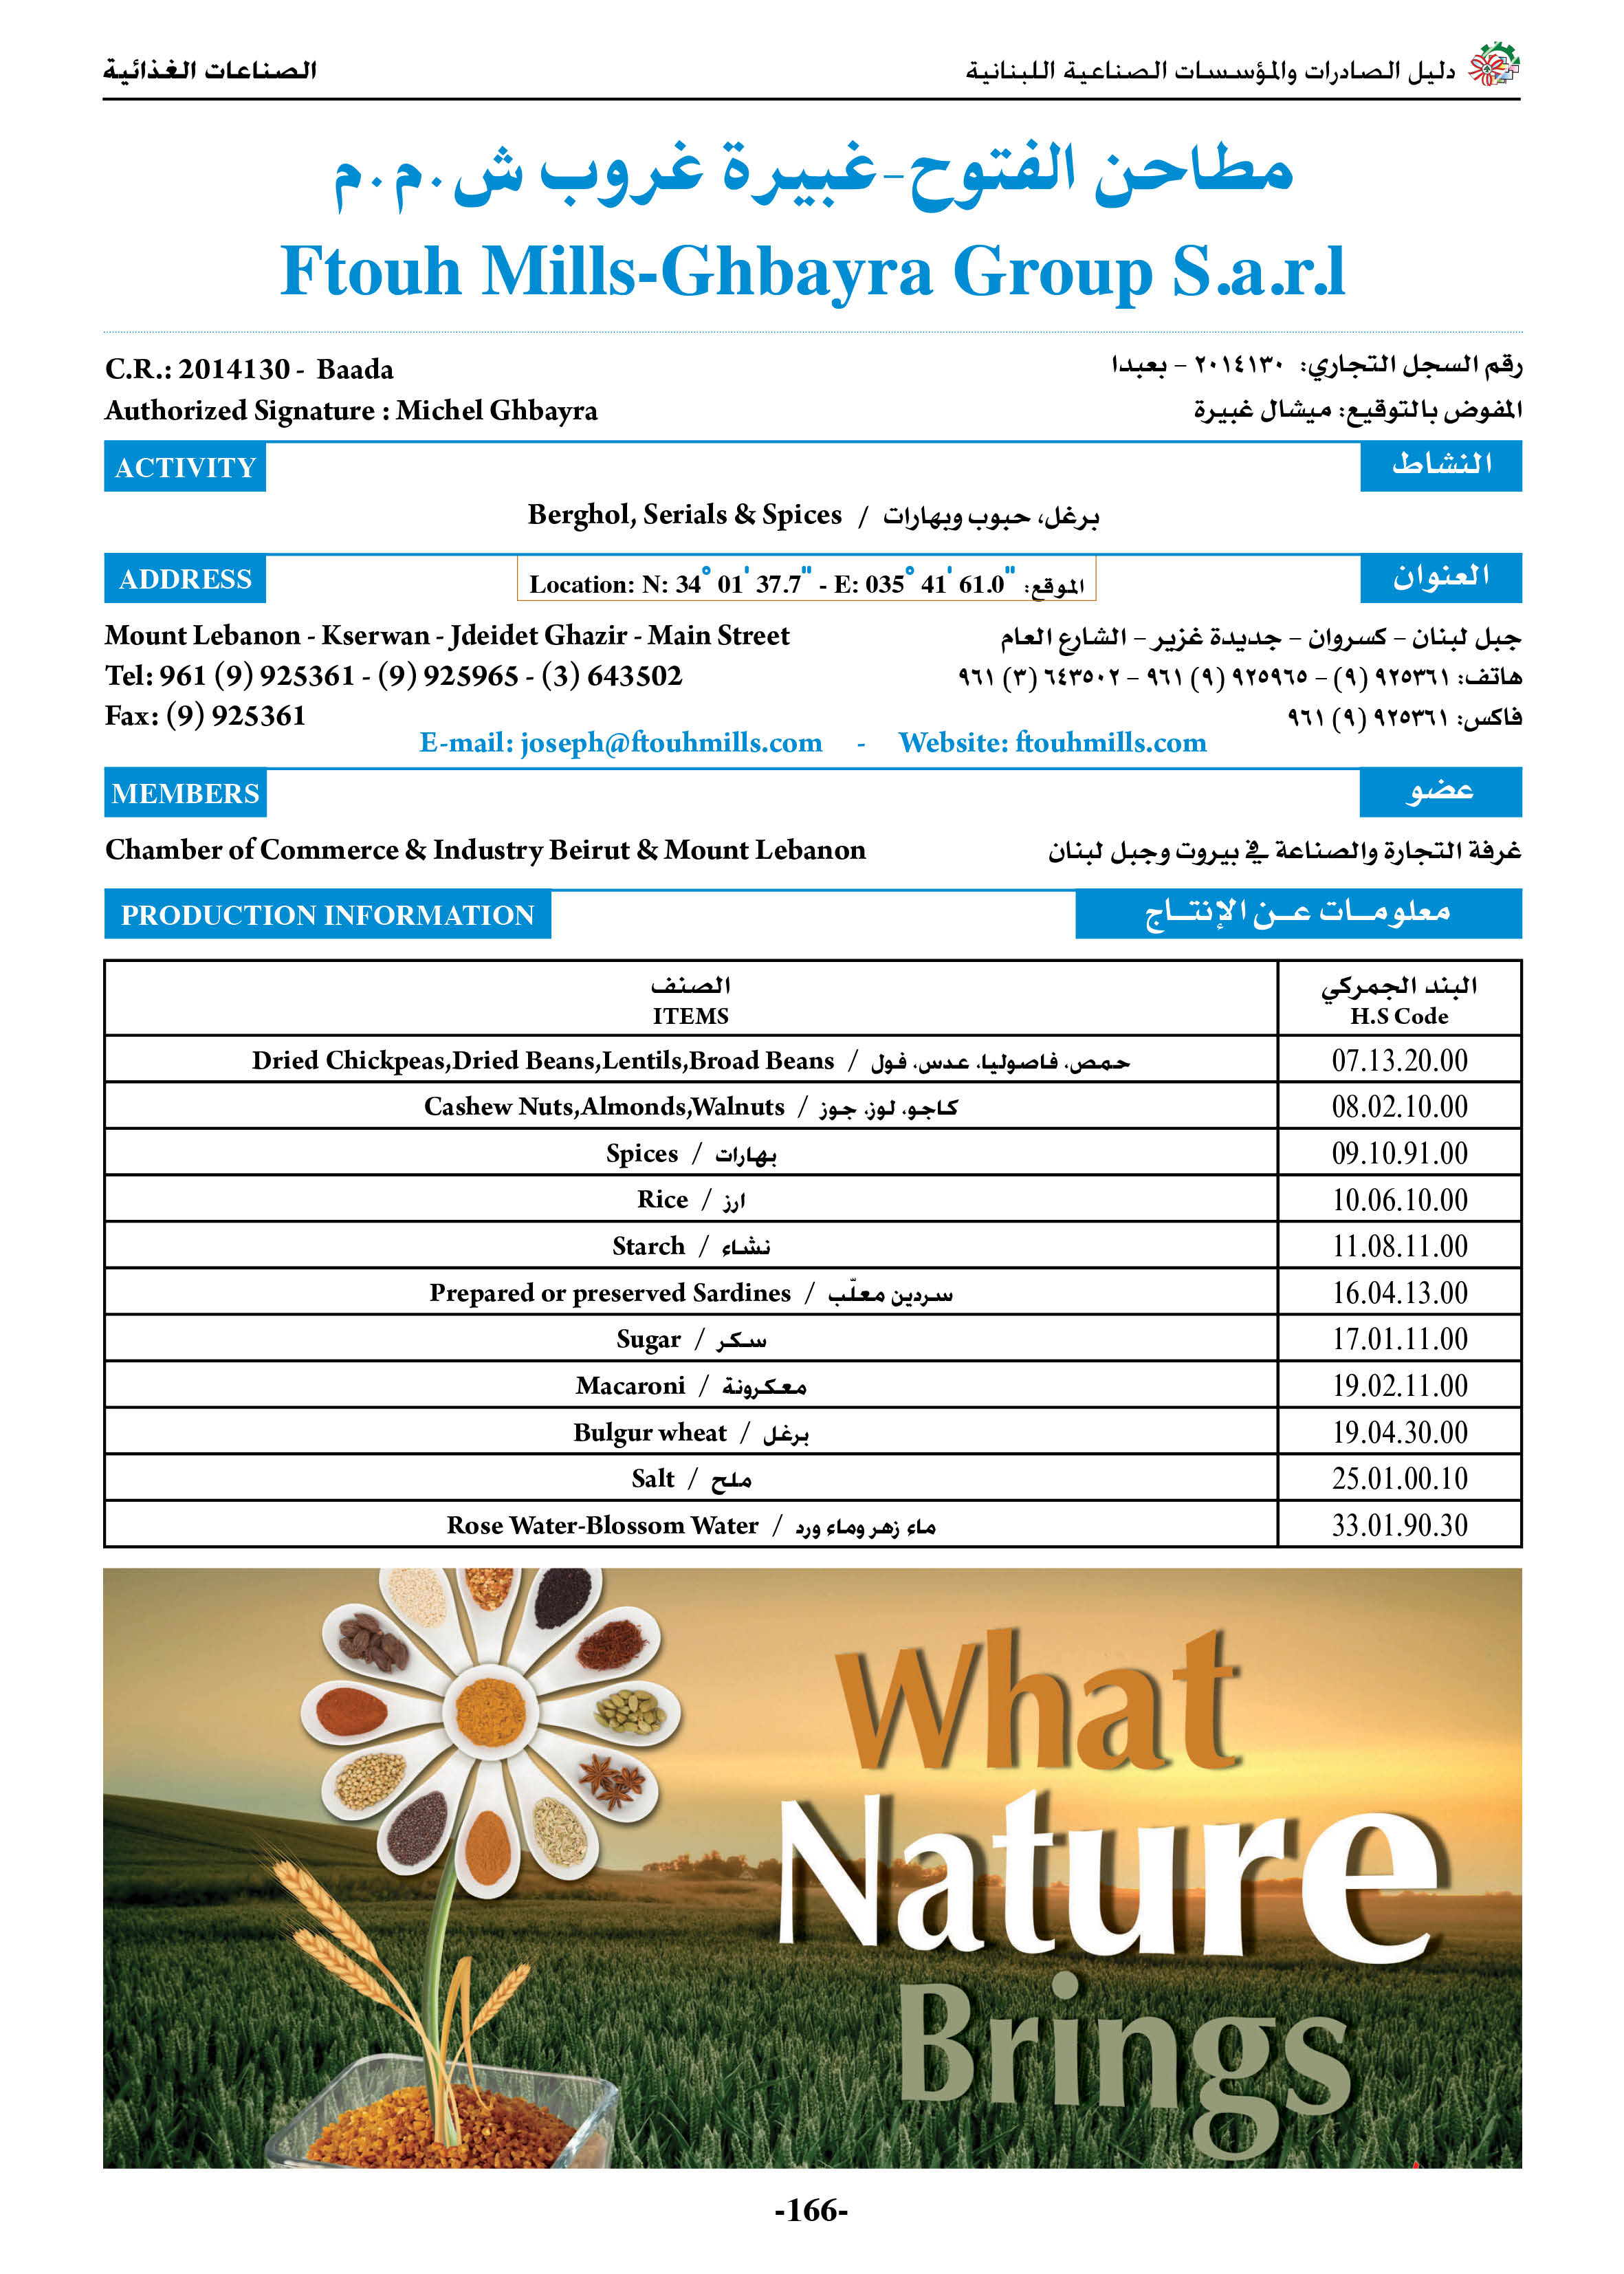 دليل الصادرات والمؤسسات الصناعية اللبنانية
الصناعات الغذائية
مطاحن الفتوح-غبيرة غروب ش.م.م
Ftouh Mills-Ghbayra Group S.a.r.l
C.R.: 2014130 - Baada
رقم السجل التجاري: ٢٠١٤١٣٠ – بعبدا
Authorized Signature : Michel Ghbayra
المفوض بالتوقيع: ميشال غبيرة
ACTIVITY
النشاط
Berghol, Serials & Spices / برغل، حبوب وبهارات
ADDRESS
Location: N: 34° 01' 37.7" - E: 035° 41' 61.0" الموقع:
العنوان
Mount Lebanon - Kserwan - Jdeidet Ghazir - Main Street
جبل لبنان – كسروان – جديدة غزير – الشارع العام
Tel: 961 (9) 925361 - (9) 925965 - (3) 643502
هاتف: ٩٢٥٣٦١ (٩) – ٩٢٥٩٦٥ (٩) ٩٦١ – ٦٤٣٥٠٢ (٣) ٩٦١
Fax: (9) 925361
فاكس: ٩٢٥٣٦١ (٩) ٩٦١
E-mail: joseph@ftouhmills.com - Website: ftouhmills.com
MEMBERS
عضو
Chamber of Commerce & Industry Beirut & Mount Lebanon
غرفة التجارة والصناعة في بيروت وجبل لبنان
PRODUCTION INFORMATION
معلومـات عـن الإنتـاج
الصنف
ITEMS
البند الجمركي
H.S Code
Dried Chickpeas,Dried Beans,Lentils,Broad Beans / حمص، فاصوليا، عدس، فول 07.13.20.00
Cashew Nuts,Almonds,Walnuts / كاجو، لوز، جوز 08.02.10.00
Spices / بهارات 09.10.91.00
Rice / ارز 10.06.10.00
Starch / نشاء 11.08.11.00
Prepared or preserved Sardines / سردين معلّب 16.04.13.00
Sugar / سكر 17.01.11.00
Macaroni / معكرونة 19.02.11.00
Bulgur wheat / برغل 19.04.30.00
Salt / ملح 25.01.00.10
Rose Water-Blossom Water / ماء زهر وماء ورد 33.01.90.30
What
Nature
Brings
-166-